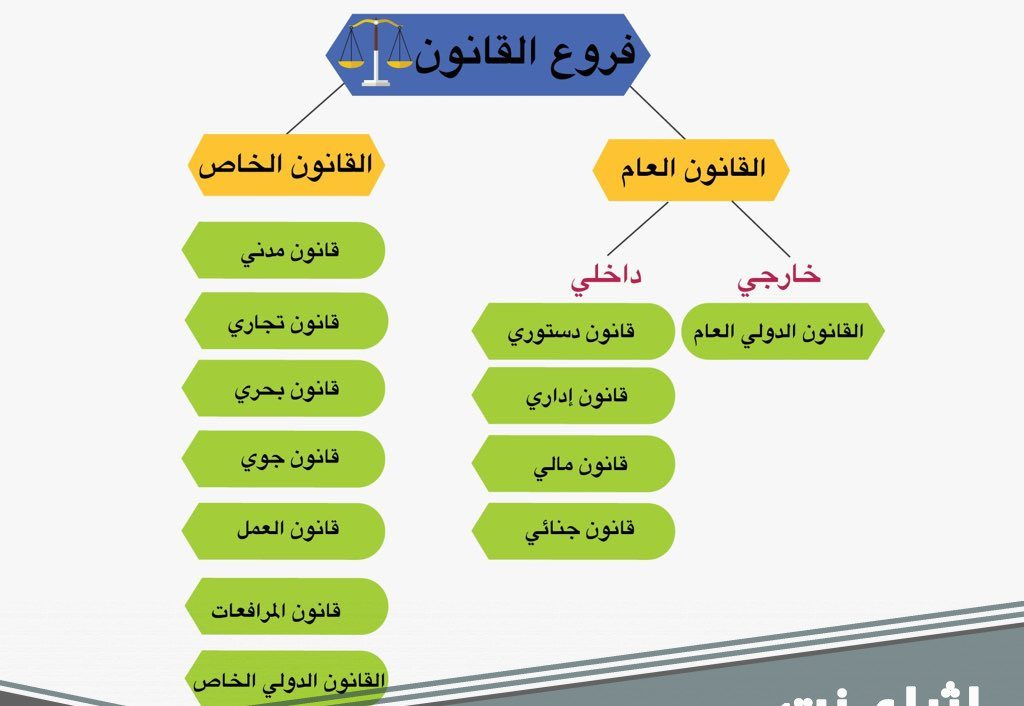 فروع القانون
القانون العام
القانون الخاص
خارجي
داخلي
القانون الدولي العام
قانون دستوري
قانون إداري
قانون مالي
قانون جنائي
قانون مدني
قانون تجاري
قانون بحري
قانون جوي
قانون العمل
قانون المرافعات
القانون الدولي الخاص